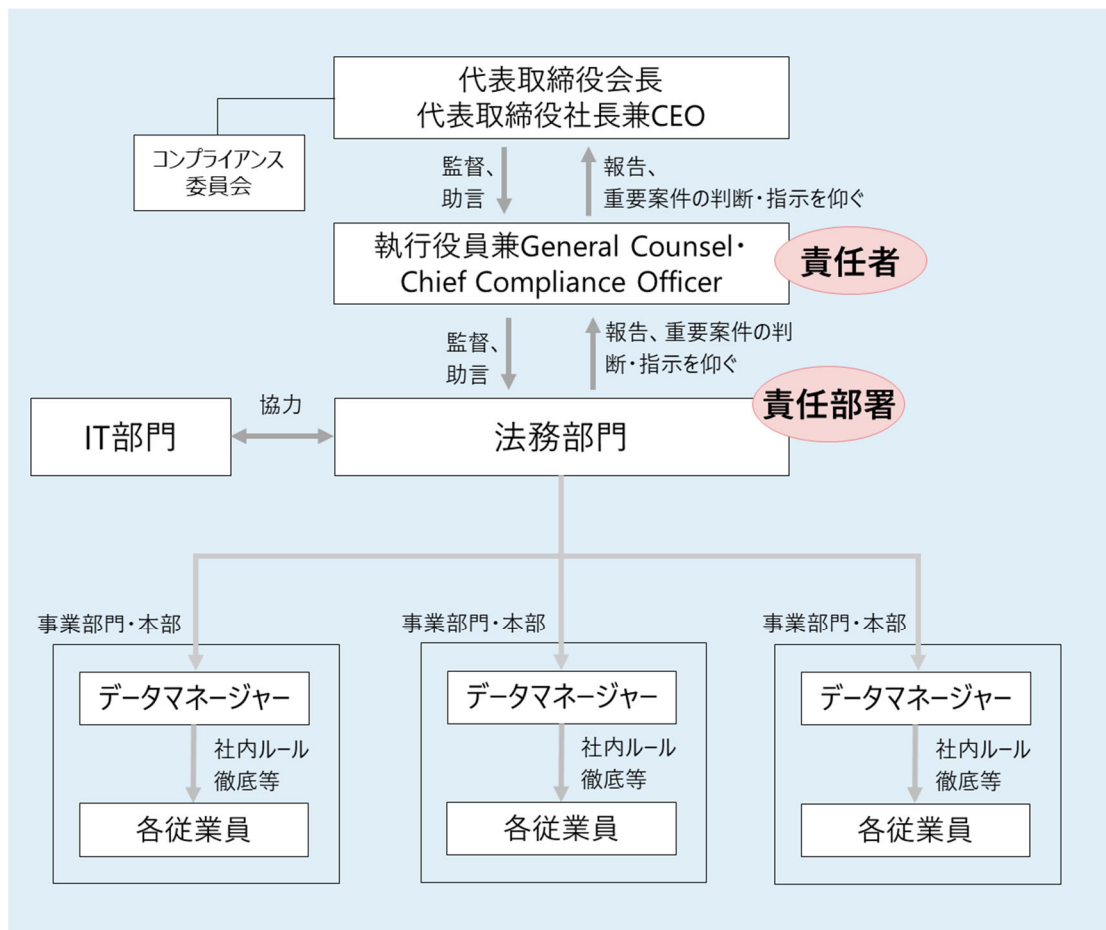 代表取締役会長
代表取締役社長兼CEO
コンプライアンス
委員会
監督、
助言
報告、
重要案件の判断・指示を仰ぐ
執行役員兼General Counsel・
Chief Compliance Officer
責任者
監督、
助言
報告、重要案件の判
断・指示を仰ぐ
責任部署
IT部門
協力
法務部門
事業部門・本部
データマネージャー
社内ルール
徹底等
各従業員
事業部門・本部
データマネージャー
社内ルール
徹底等
各従業員
事業部門・本部
データマネージャー
社内ルール
徹底等
各従業員